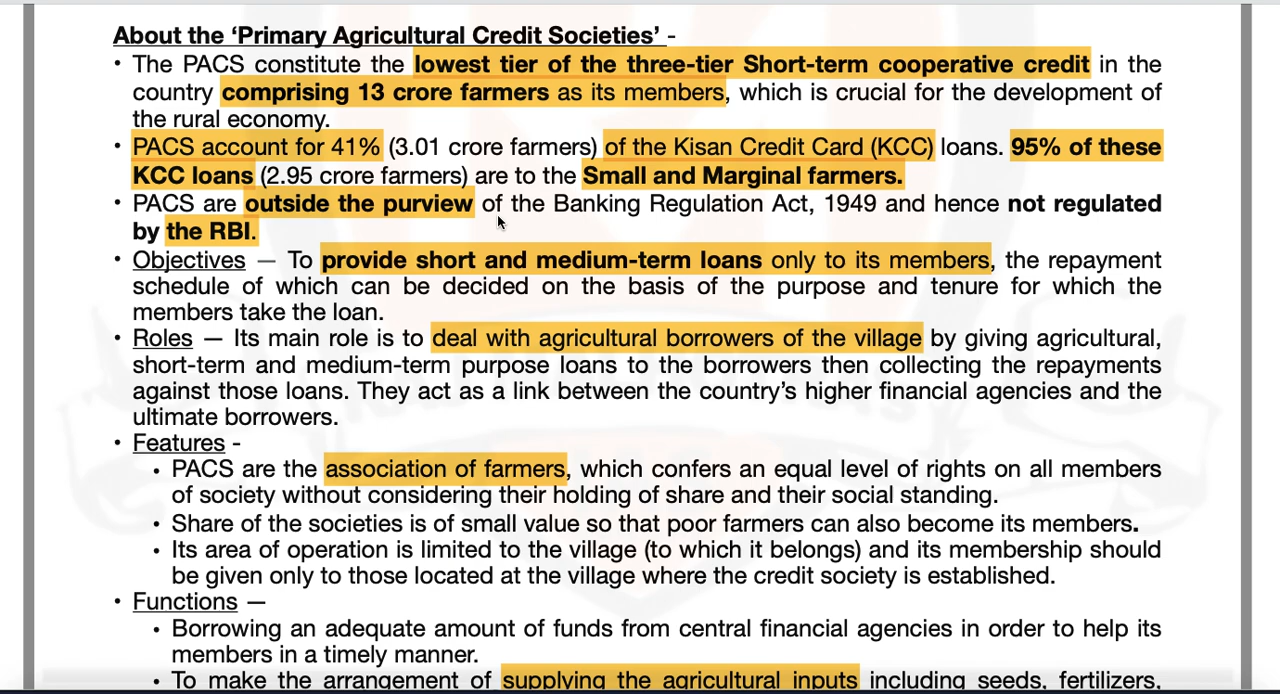 About the ‘Primary Agricultural Credit Societies’ -
• The PACS constitute the lowest tier of the three-tier Short-term cooperative credit in the
country comprising 13 crore farmers as its members, which is crucial for the development of
the rural economy.
• PACS account for 41% (3.01 crore farmers) of the Kisan Credit Card (KCC) loans. 95% of these
KCC loans (2.95 crore farmers) are to the Small and Marginal farmers.
• PACS are outside the purview of the Banking Regulation Act, 1949 and hence not regulated
by the RBI.
• Objectives — To provide short and medium-term loans only to its members, the repayment
schedule of which can be decided on the basis of the purpose and tenure for which the
members take the loan.
• Roles — Its main role is to deal with agricultural borrowers of the village by giving agricultural,
short-term and medium-term purpose loans to the borrowers then collecting the repayments
against those loans. They act as a link between the country’s higher financial agencies and the
ultimate borrowers.
• Features -
• PACS are the association of farmers, which confers an equal level of rights on all members
of society without considering their holding of share and their social standing.
• Share of the societies is of small value so that poor farmers can also become its members.
• Its area of operation is limited to the village (to which it belongs) and its membership should
be given only to those located at the village where the credit society is established.
• Functions —
• Borrowing an adequate amount of funds from central financial agencies in order to help its
members in a timely manner.
• To make the arrangement of supplying the agricultural inputs including seeds, fertilizers,